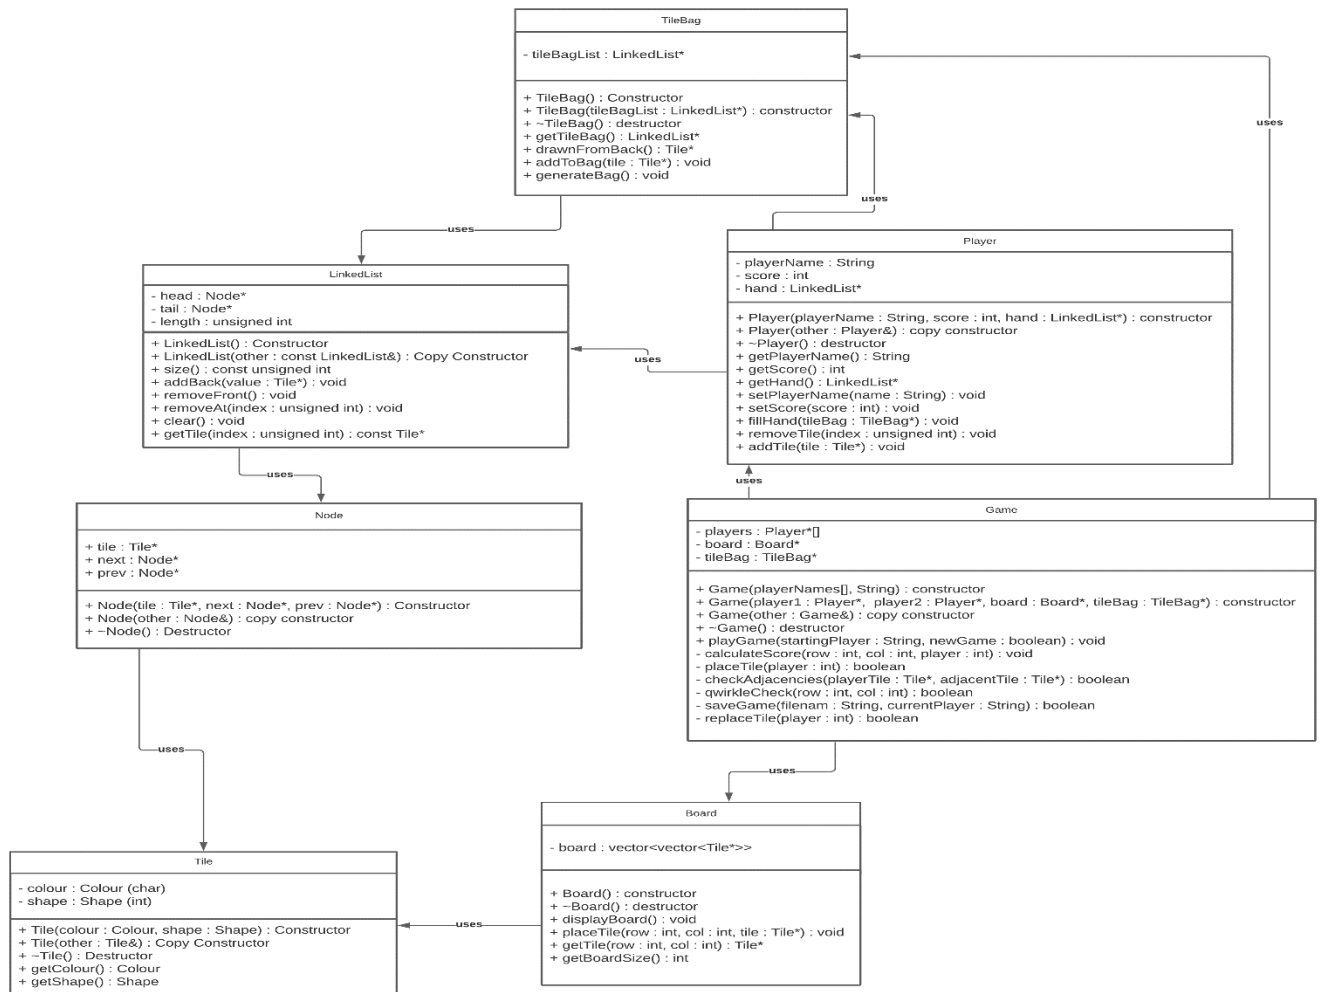 TileBag
- tileBagList : LinkedList*
+ TileBag() : Constructor
+ TileBag(tileBagList : LinkedList*) : constructor
+ ~TileBag() : destructor
+ getTileBag() : LinkedList*
+ drawnFromBack() : Tile*
+ addToBag(tile : Tile*) : void
+ generateBag() : void
uses
uses
uses
Player
- playerName : String
- score : int
- hand : LinkedList*
+ Player(playerName : String, score : int, hand : LinkedList*) : constructor
+ Player(other : Player&) : copy constructor
+ ~Player() : destructor
+ getPlayerName() : String
+ getScore() : int
+ getHand() : LinkedList*
+ setPlayerName(name : String) : void
+ setScore(score : int) : void
+ fillHand(tileBag : TileBag*) : void
+ removeTile(index : unsigned int) : void
+ addTile(tile : Tile*) : void
LinkedList
- head : Node*
- tail : Node*
- length : unsigned int
+ LinkedList() : Constructor
+ LinkedList(other : const LinkedList&) : Copy Constructor
+ size() : const unsigned int
+ addBack(value : Tile*) : void
+ removeFront() : void
+ removeAt(index : unsigned int) : void
+ clear() : void
+ getTile(index : unsigned int) : const Tile*
uses
uses
uses
Node
+ tile : Tile*
+ next : Node*
+ prev : Node*
+ Node(tile : Tile*, next : Node*, prev : Node*) : Constructor
+ Node(other : Node&) : copy constructor
+ ~Node() : Destructor
Game
- players : Player*[]
- board : Board*
- tileBag : TileBag*
+ Game(playerNames[], String) : constructor
+ Game(player1 : Player*, player2 : Player*, board : Board*, tileBag : TileBag*) : constructor
+ Game(other : Game&) : copy constructor
+ ~Game() : destructor
+ playGame(startingPlayer : String, newGame : boolean) : void
- calculateScore(row : int, col : int, player : int) : void
- placeTile(player : int) : boolean
- checkAdjacencies(playerTile : Tile*, adjacentTile : Tile*) : boolean
- qwirkleCheck(row : int, col : int) : boolean
- saveGame(filenam : String, currentPlayer : String) : boolean
- replaceTile(player : int) : boolean
uses
uses
Board
- board : vector<vector<Tile*>>
+ Board() : constructor
+ ~Board() : destructor
+ displayBoard() : void
+ placeTile(row : int, col : int, tile : Tile*) : void
+ getTile(row : int, col : int) : Tile*
+ getBoardSize() : int
uses
Tile
- colour : Colour (char)
- shape : Shape (int)
+ Tile(colour : Colour, shape : Shape) : Constructor
+ Tile(other : Tile&) : Copy Constructor
+ ~Tile() : Destructor
+ getColour() : Colour
+ getShape() : Shape